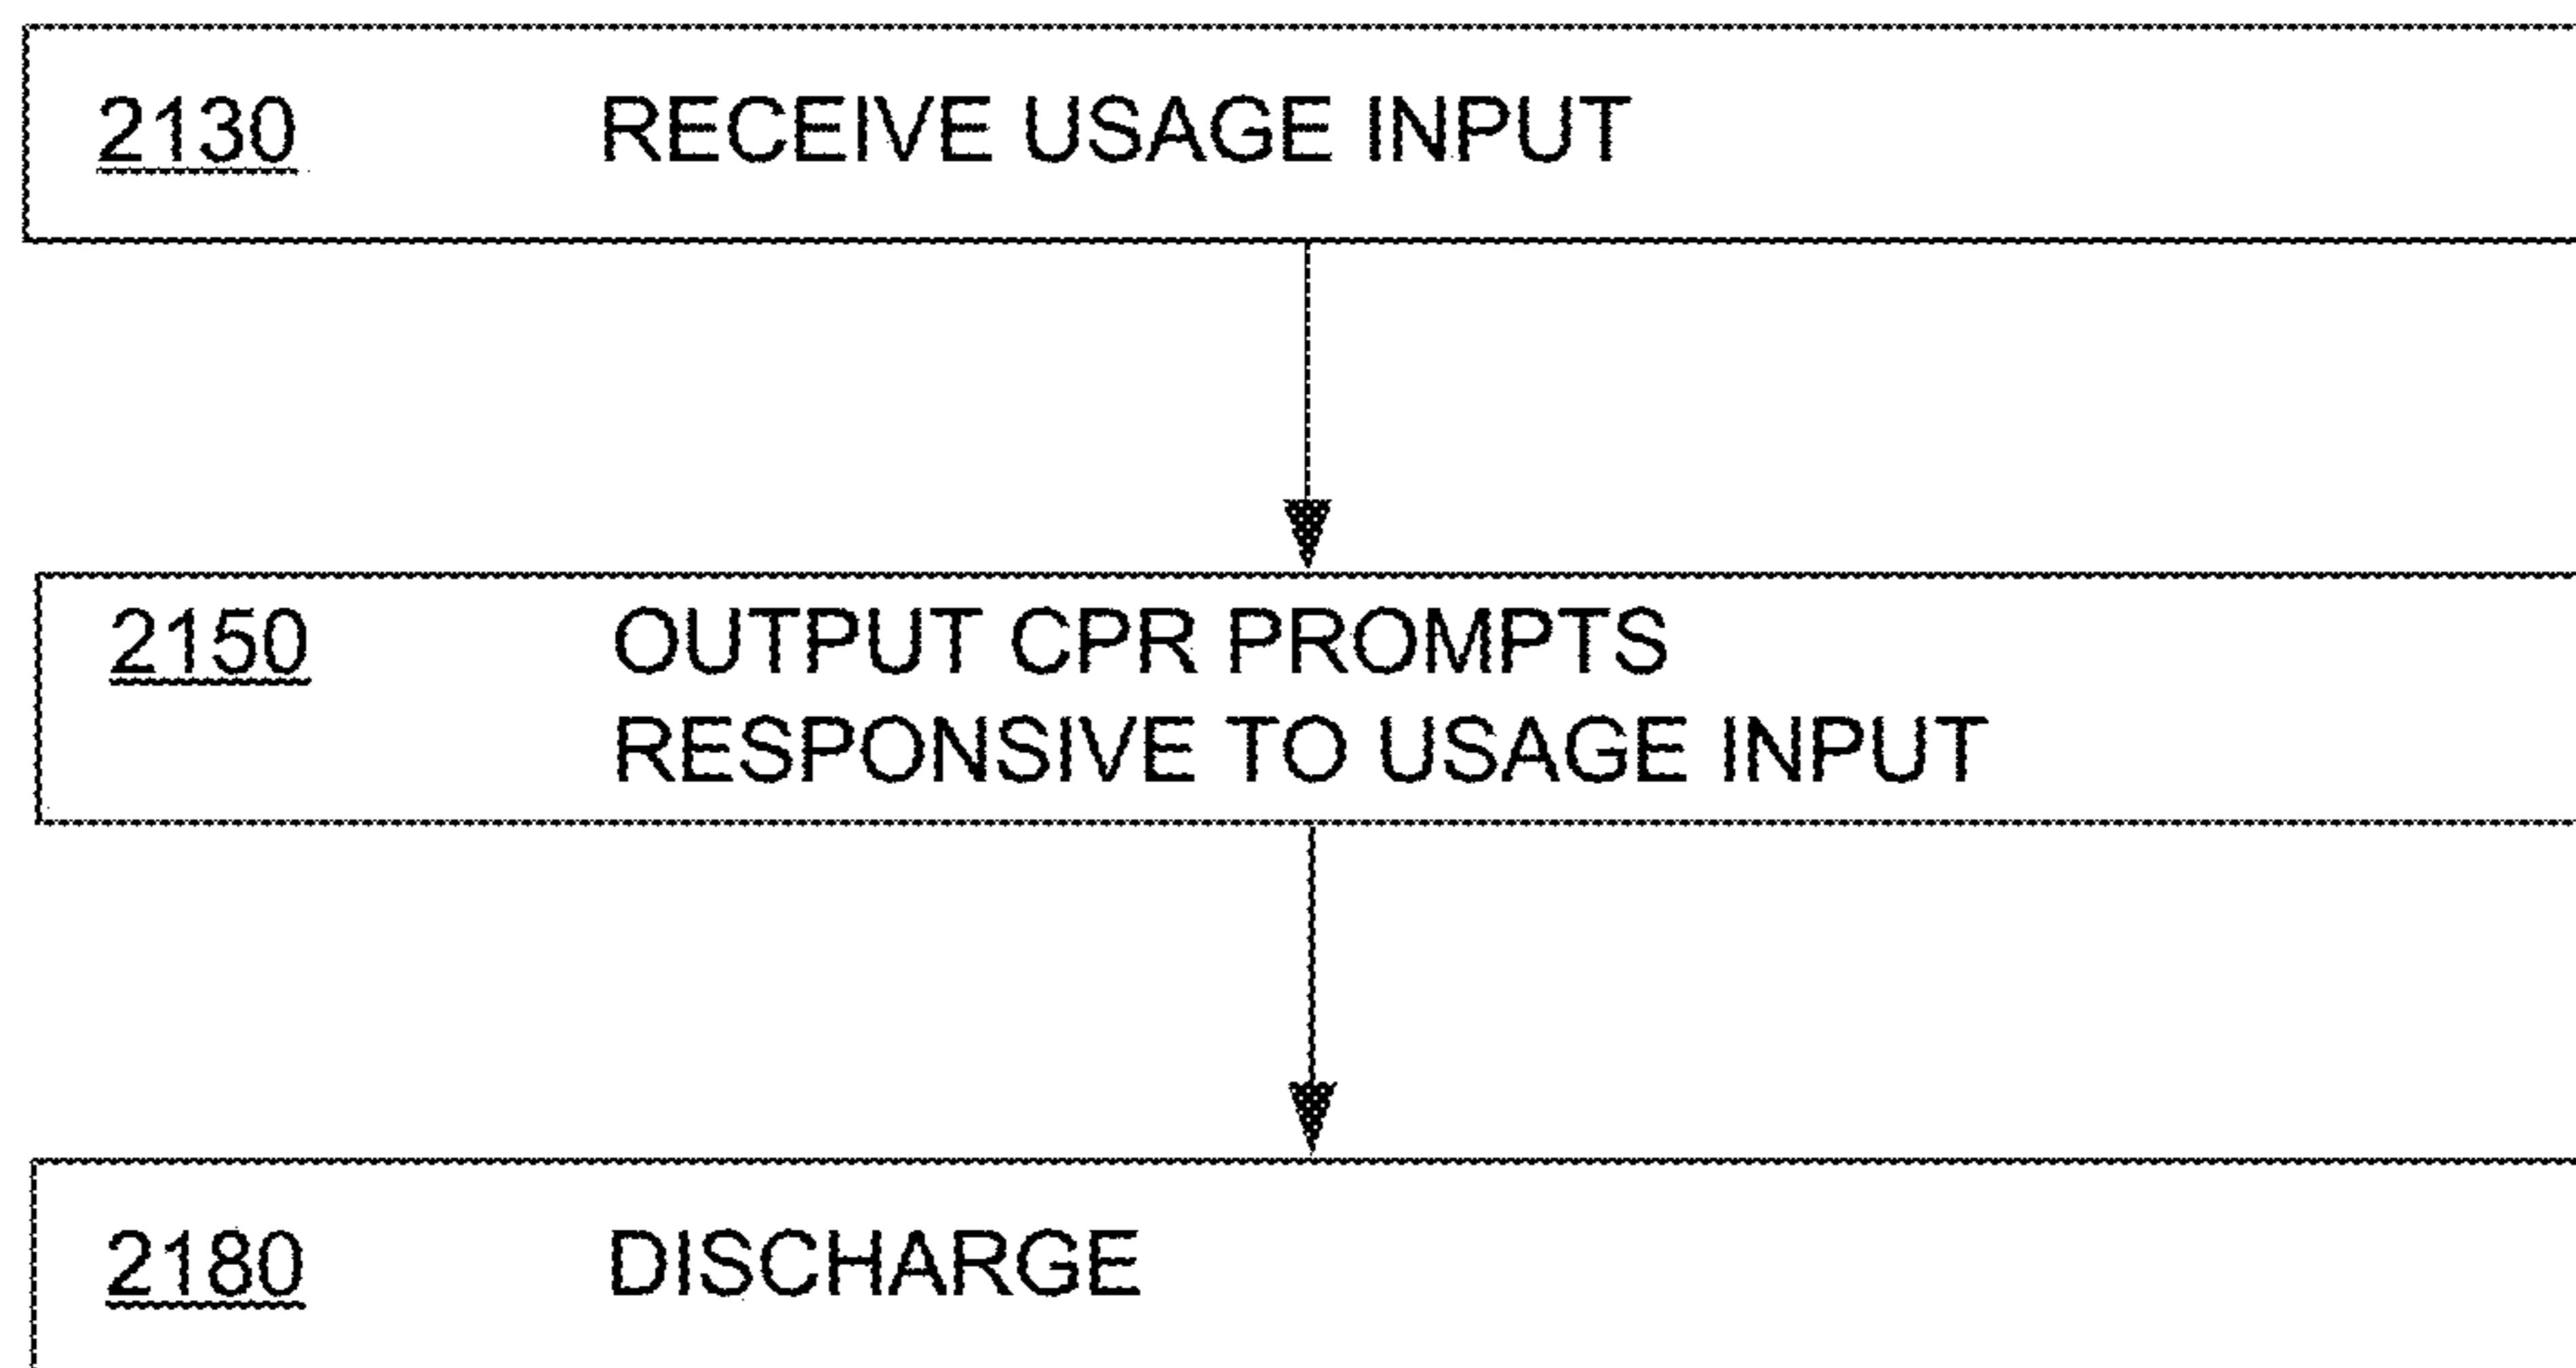 2130 RECEIVE USAGE INPUT
2150 OUTPUT CPR PROMPTS
RESPONSIVE TO USAGE INPUT
2180 DISCHARGE